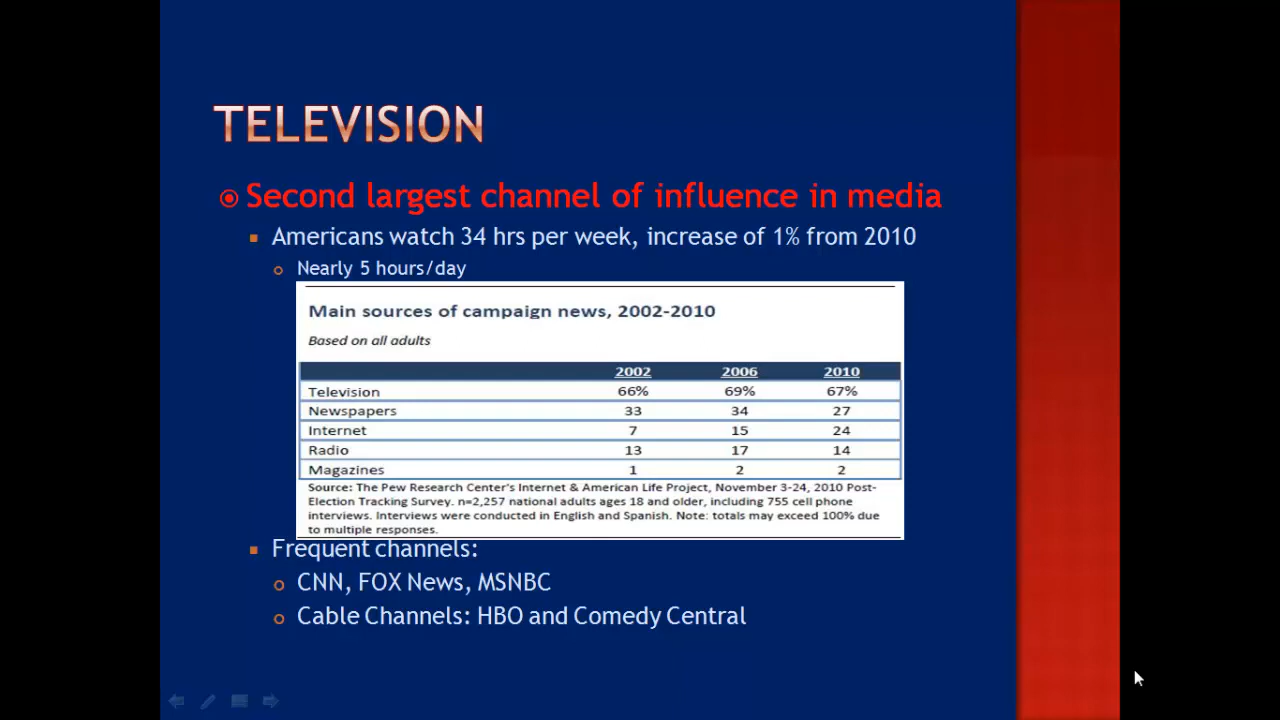 TELEVISION
Second largest channel of influence in media
Americans watch 34 hrs per week, increase of 1% from 2010
Nearly 5 hours/day
Main sources of campaign news, 2002-2010
Based on all adults
2002 2006 2010
Television 66% 69% 67%
Newspapers 33 34 27
Internet 7 15 24
Radio 13 17 14
Magazines 1 2 2
Source: The Pew Research Center's Internet & American Life Project, November 3-24, 2010 Post-
Election Tracking Survey. n=2,257 national adults ages 18 and older, including 755 cell phone
interviews. Interviews were conducted in English and Spanish. Note: totals may exceed 100% due
to multiple responses.
Frequent channels:
CNN, FOX News, MSNBC
Cable Channels: HBO and Comedy Central